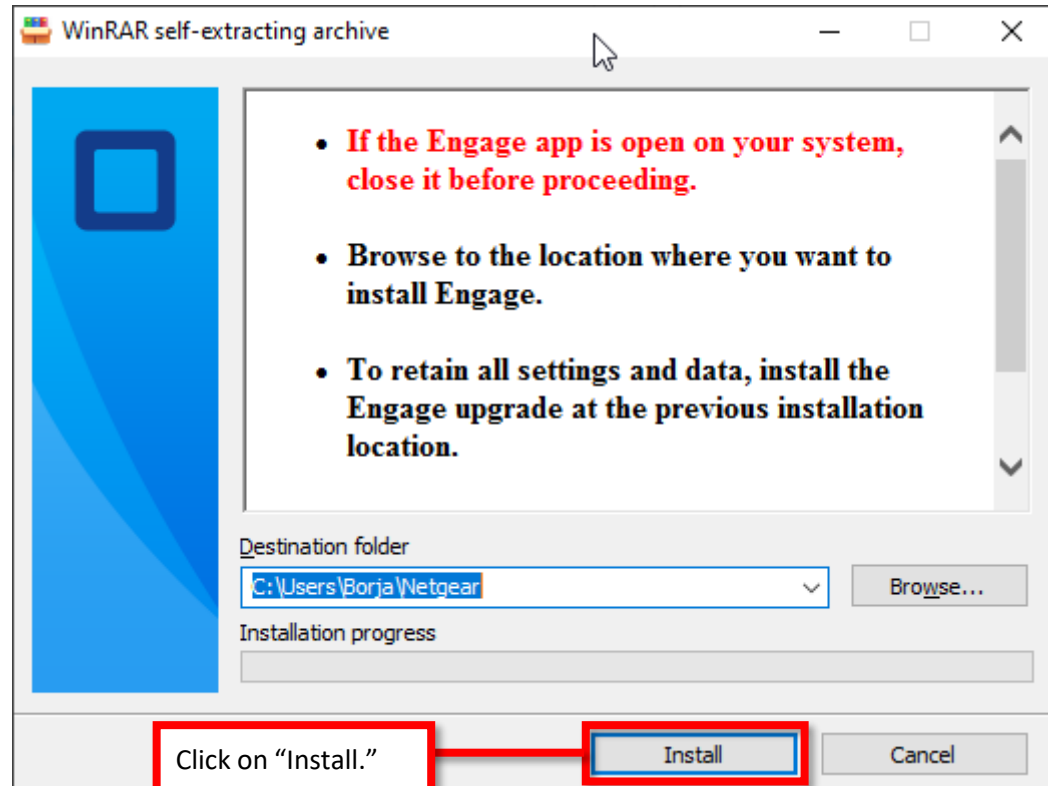 WinRAR self-extracting archive
• If the Engage app is open on your system,
close it before proceeding.
• Browse to the location where you want to
install Engage.
• To retain all settings and data, install the
Engage upgrade at the previous installation
location.
Destination folder
C:\Users\Borja\Netgear
Browse...
Installation progress
Click on “Install.”
Install
Cancel